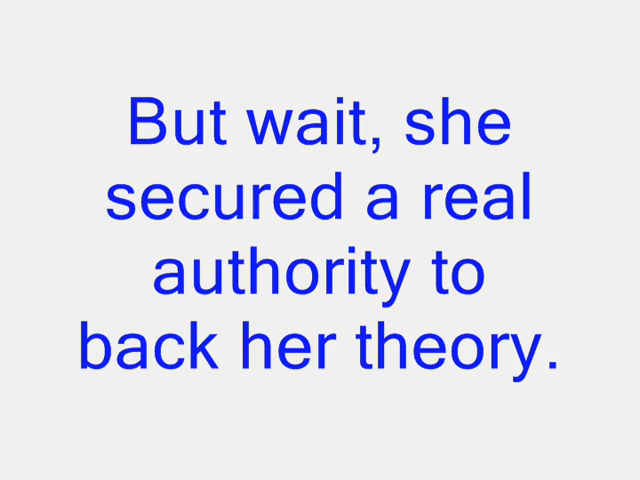 But wait, she
secured a real
authority to
back her theory.